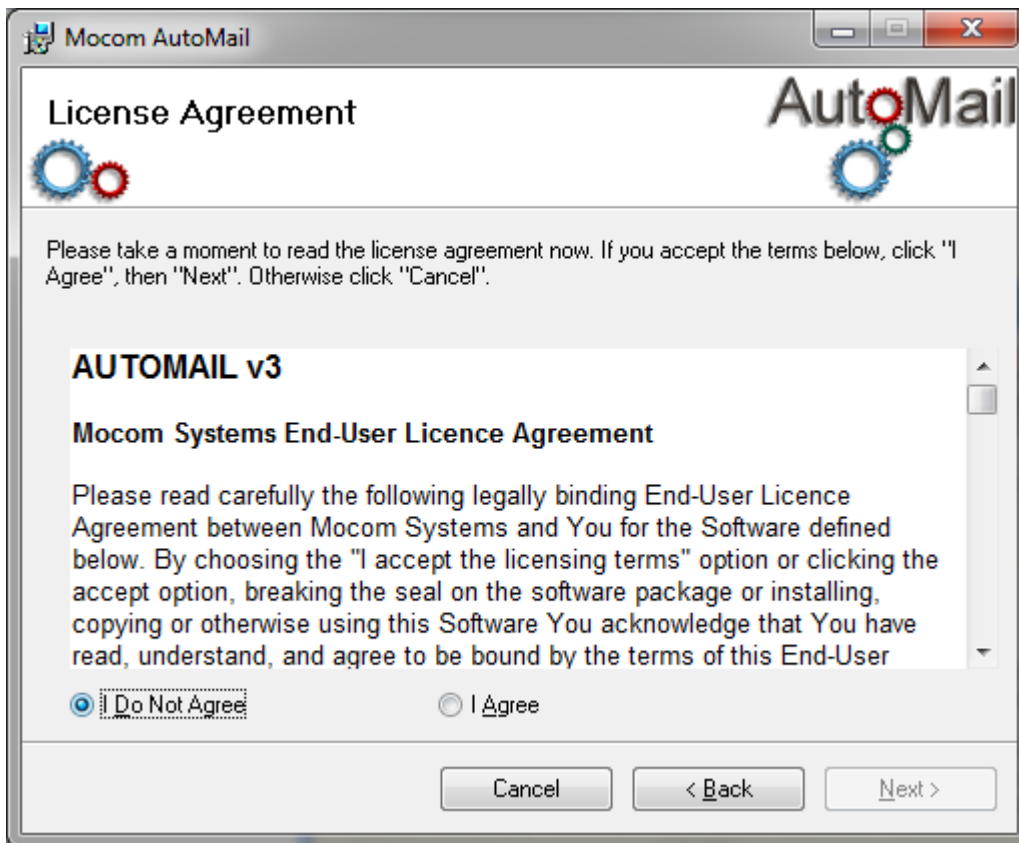 Mocom AutoMail
License Agreement
AutoMail
Please take a moment to read the license agreement now. If you accept the terms below, click "I
Agree", then "Next". Otherwise click "Cancel".
AUTOMAIL v3
Mocom Systems End-User Licence Agreement
Please read carefully the following legally binding End-User Licence
Agreement between Mocom Systems and You for the Software defined
below. By choosing the "I accept the licensing terms" option or clicking the
accept option, breaking the seal on the software package or installing,
copying or otherwise using this Software You acknowledge that You have
read, understand, and agree to be bound by the terms of this End-User
I Do Not Agree
I Agree
Cancel
< Back
Next >